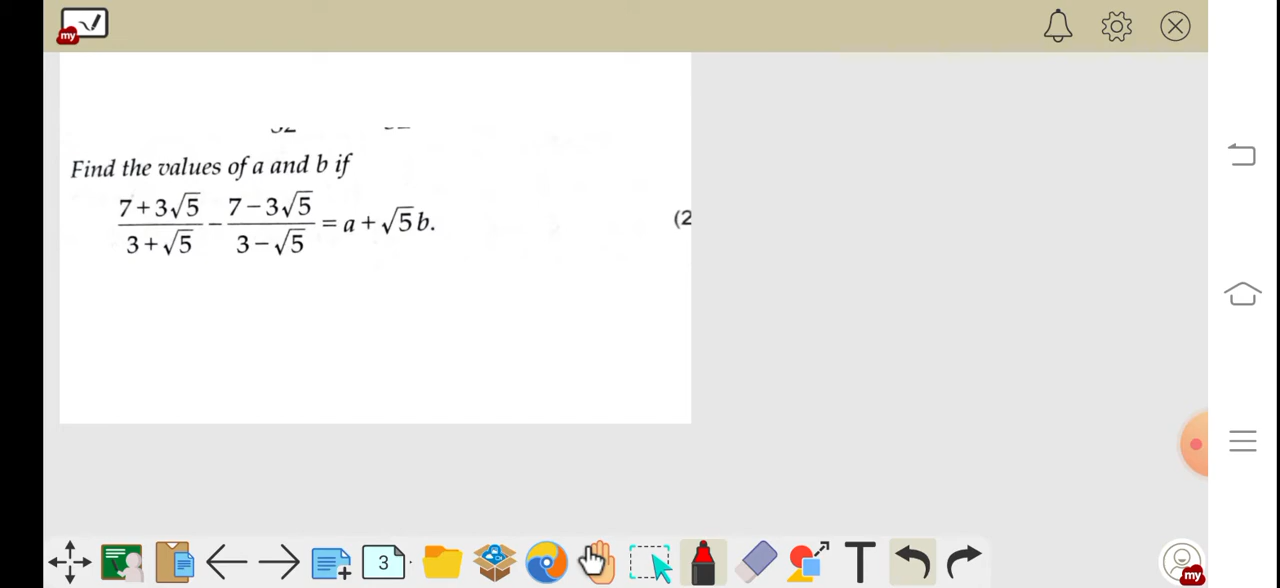 my
Find the values of a and b if
7+3√5 / 3+√5 − 7−3√5 / 3−√5 = a + √5 b.
(2
3
T
my